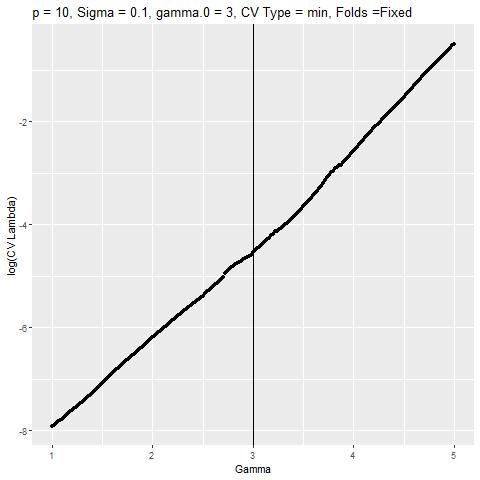 p = 10, Sigma = 0.1, gamma.0 = 3, CV Type = min, Folds =Fixed
log(CV Lambda)
-2
-4
-6
-8
1 2 3 4 5
Gamma